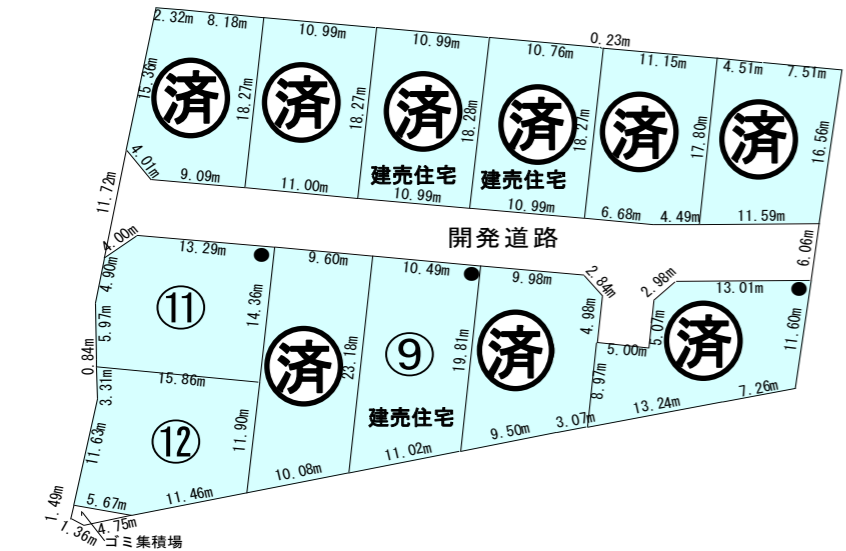 2.32m 8.18m 10.99m 10.99m 10.76m 0.23m 11.15m 4.51m 7.51m
15.36m 済 18.27m 済 18.27m 済 18.28m 済 18.27m 済 17.80m 済 16.56m
建売住宅 建売住宅
4.01m 9.09m 11.00m 10.99m 10.99m 6.68m 4.49m 11.59m
11.72m
開発道路
6.06m
4.00m 13.29m 9.60m 10.49m 9.98m 2.84m 2.98m 13.01m
4.90m 5.97m ⑪ 14.36m 済 23.18m ⑨ 19.81m 済 4.98m 5.00m 5.07m 済 11.60m
0.84m 15.86m 8.97m
3.31m
建売住宅
11.63m ⑫ 11.90m
10.08m 11.02m 9.50m 3.07m 13.24m 7.26m
5.67m 11.46m
1.49m 1.36m 4.75m
ゴミ集積場